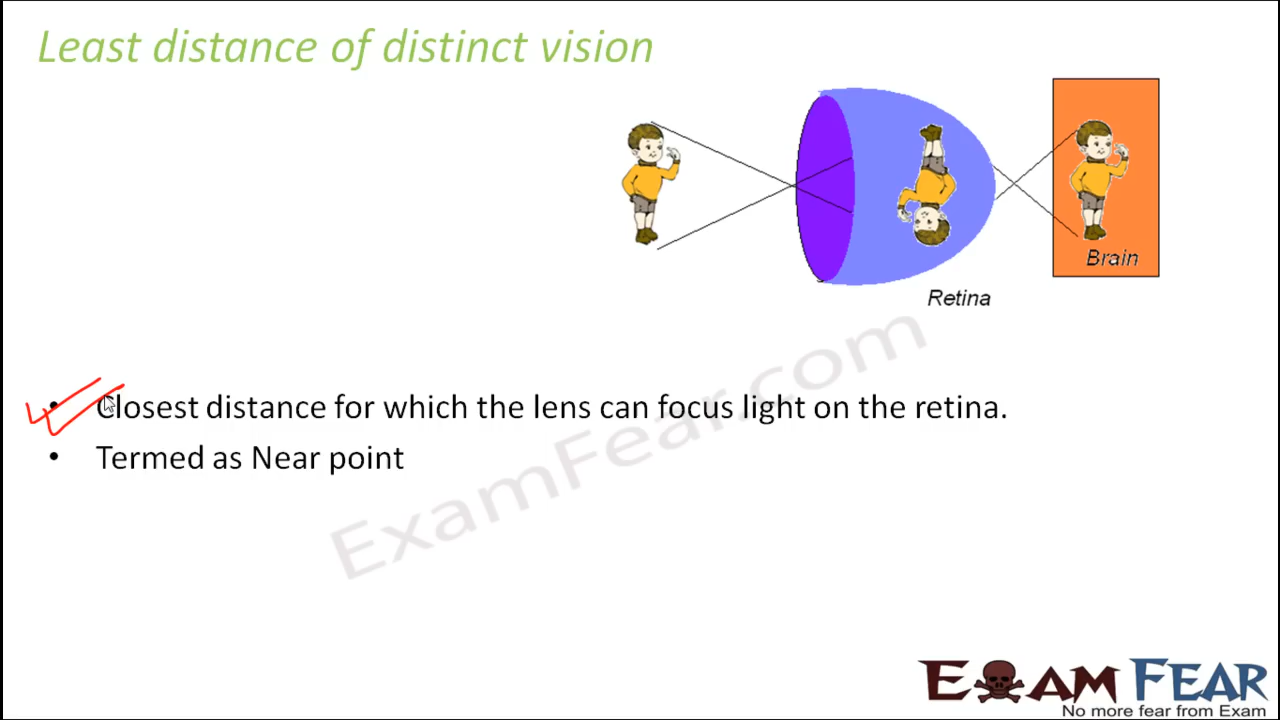 Least distance of distinct vision
Brain
Retina
• Closest distance for which the lens can focus light on the retina.
• Termed as Near point
ExamFear.com
EXAM FEAR
No more fear from Exam